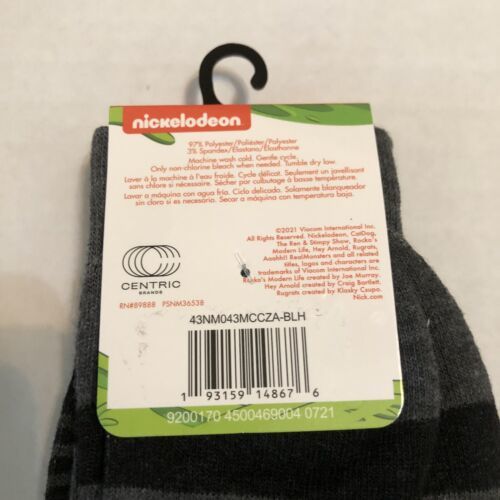 nickelodeon
97% Polyester/Poliéster/Polyester
3% Spandex/Elastano/Élasthanne
Machine wash cold. Gentle cycle.
Only non-chlorine bleach when needed. Tumble dry low.
Laver à la machine à l'eau froide. Cycle délicat. Seulement un javellisant
sans chlore si nécessaire. Sécher par culbutage à basse température.
Lavar a máquina con agua fría. Ciclo delicado. Solamente blanqueador
sin cloro si es necesario. Secar a máquina con temperatura baja.
©2021 Viacom International Inc.
All Rights Reserved. Nickelodeon, CatDog,
The Ren & Stimpy Show, Rocko's
Modern Life, Hey Arnold, Rugrats,
Aaahh!! RealMonsters and all related
titles, logos and characters are
trademarks of Viacom International Inc.
Rocko's Modern Life created by Joe Murray.
Hey Arnold created by Craig Bartlett.
Rugrats created by Klasky Csupo.
CENTRIC
BRANDS
RN#89888 PSNM36538
43NM043MCCZA-BLH
1 93159 14867 6
9200170 4500469004 0721